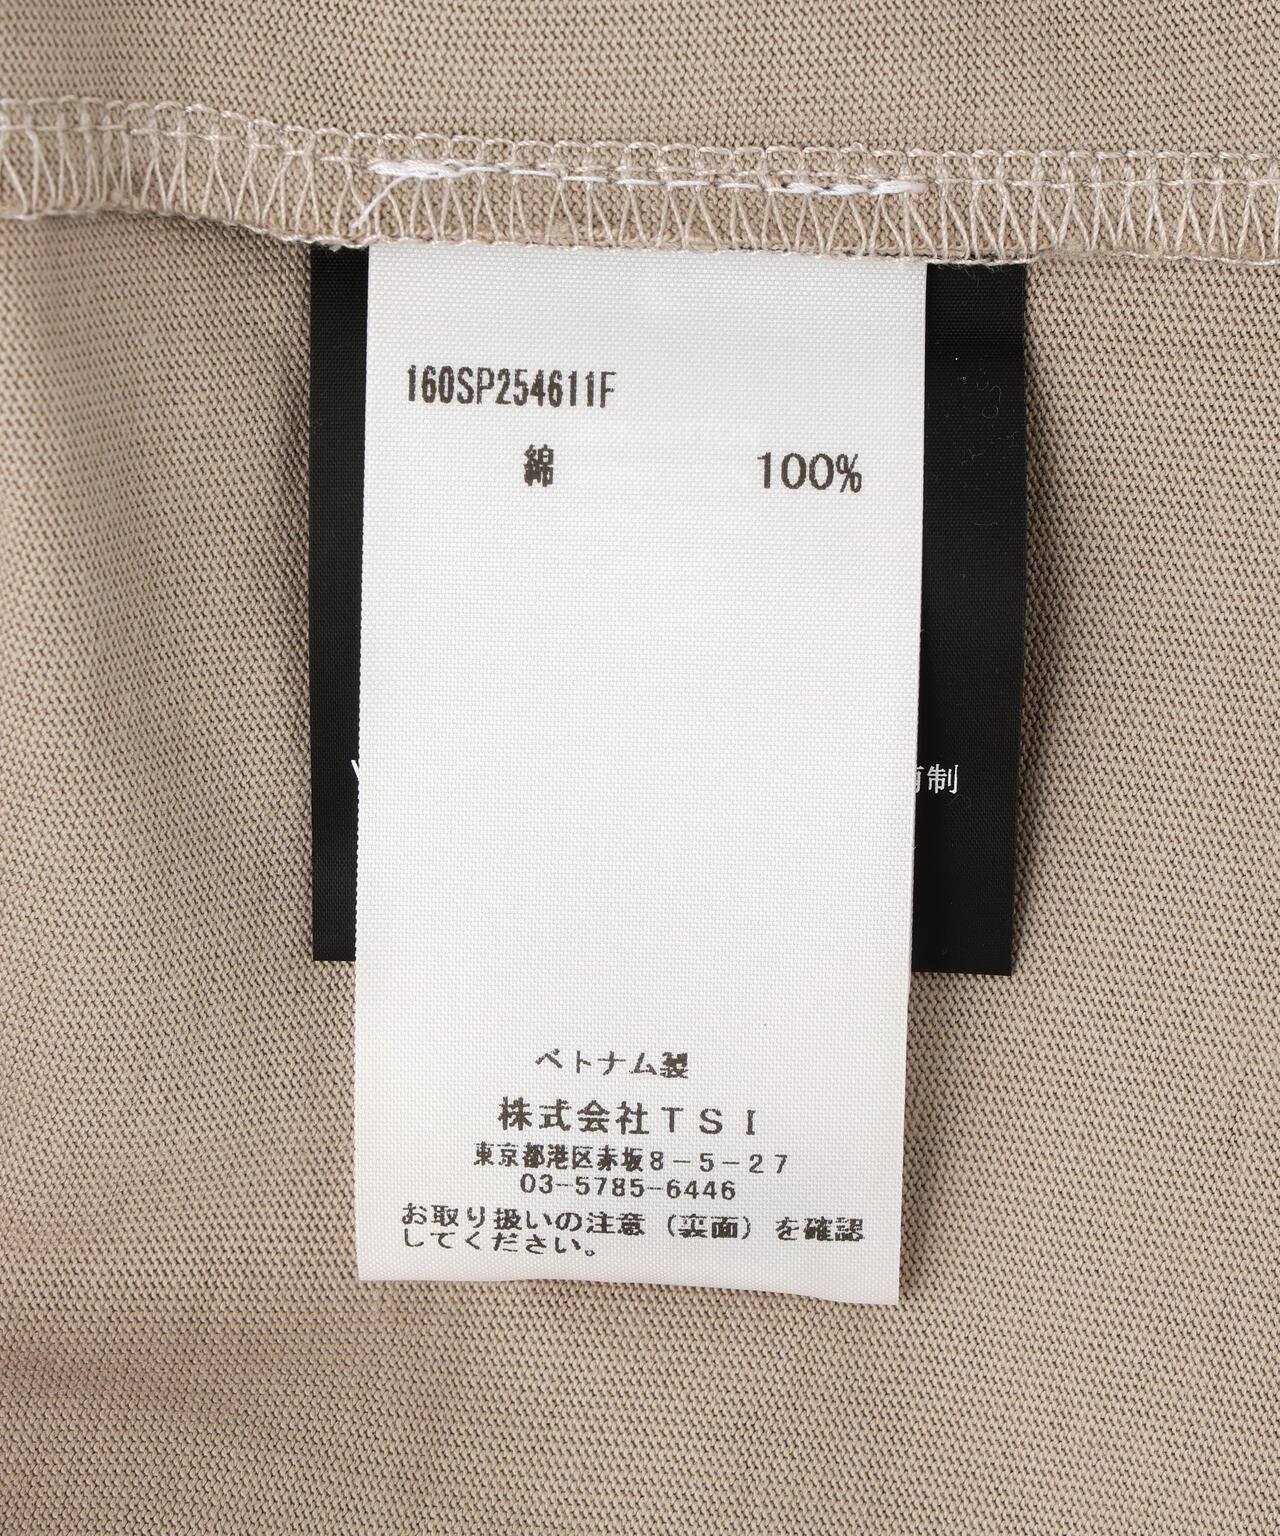 160SP254611F
綿 100%
制
ベトナム製
株式会社TSI
東京都港区赤坂8-5-27
03-5785-6446
お取り扱いの注意(裏面)を確認
してください。